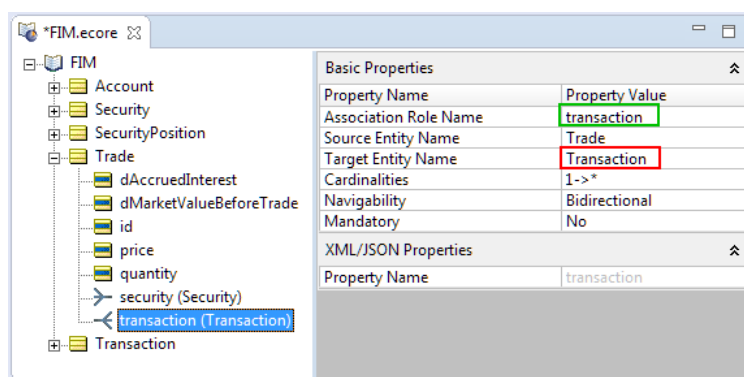 *FIM.ecore
FIM
Account
Security
SecurityPosition
Trade
dAccruedInterest
dMarketValueBeforeTrade
id
price
quantity
security (Security)
transaction (Transaction)
Transaction
Basic Properties
Property Name Property Value
Association Role Name transaction
Source Entity Name Trade
Target Entity Name Transaction
Cardinalities 1->*
Navigability Bidirectional
Mandatory No
XML/JSON Properties
Property Name transaction